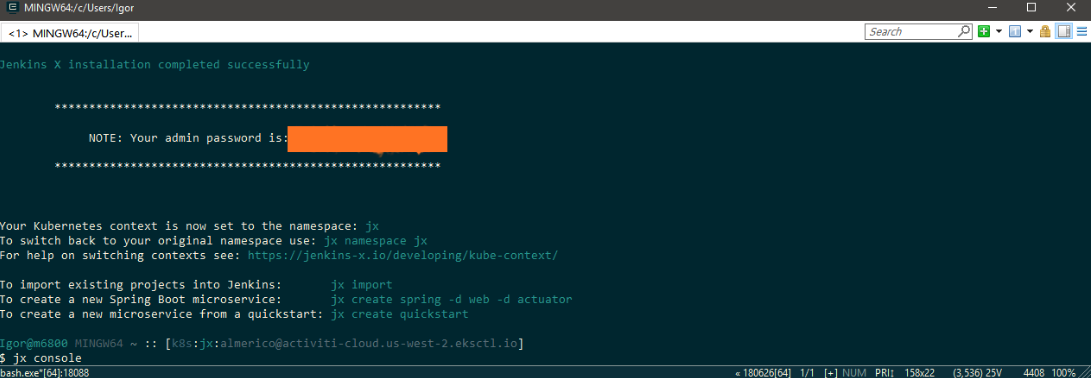 MINGW64:/c/Users/Igor
<1> MINGW64:/c/User...
Search
Jenkins X installation completed successfully
********************************************************
NOTE: Your admin password is:
********************************************************
Your Kubernetes context is now set to the namespace: jx
To switch back to your original namespace use: jx namespace jx
For help on switching contexts see: https://jenkins-x.io/developing/kube-context/
To import existing projects into Jenkins: jx import
To create a new Spring Boot microservice: jx create spring -d web -d actuator
To create a new microservice from a quickstart: jx create quickstart
Igor@m6800 MINGW64 ~ :: [k8s:jx:almerico@activiti-cloud.us-west-2.eksctl.io]
$ jx console
bash.exe*[64]:18088 « 180626[64] 1/1 [+] NUM PRI↕ 158x22 (3,536) 25V 4408 100%